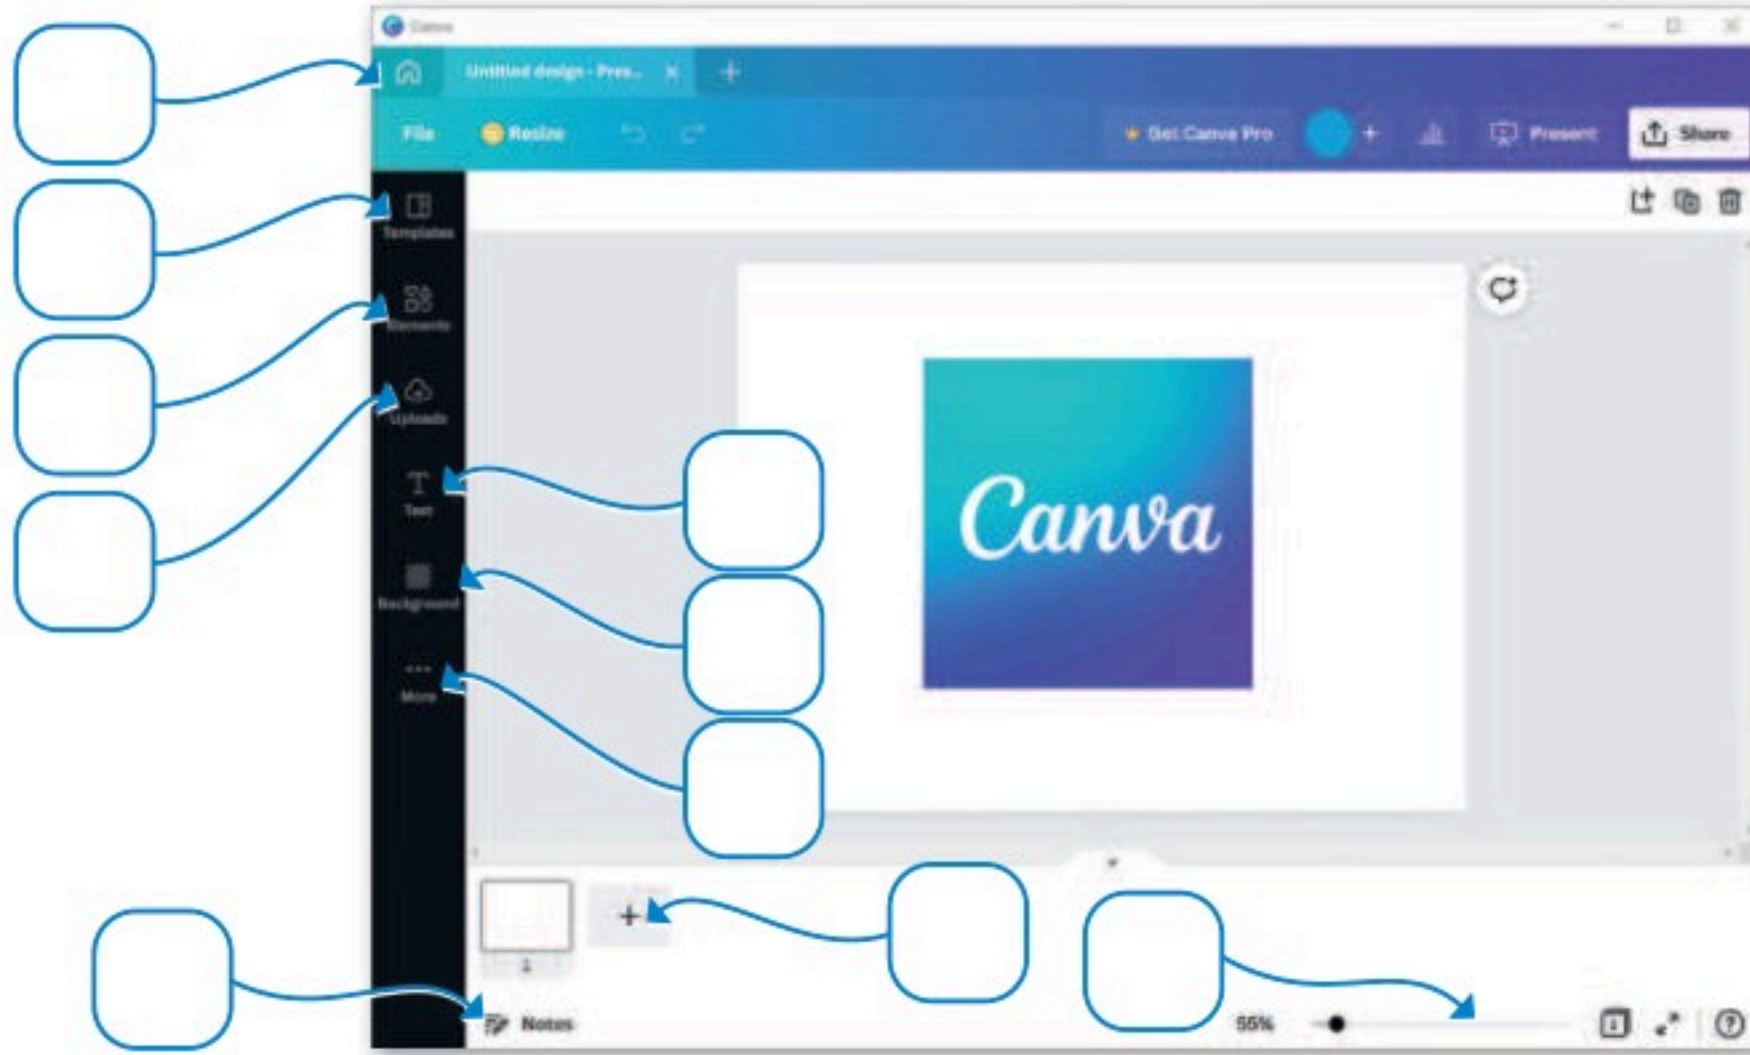 Canva
Untitled design - Pres...
File
Resize
Get Canva Pro
Present
Share
Templates
Elements
Uploads
Text
Background
More
Canva
1
Notes
55%